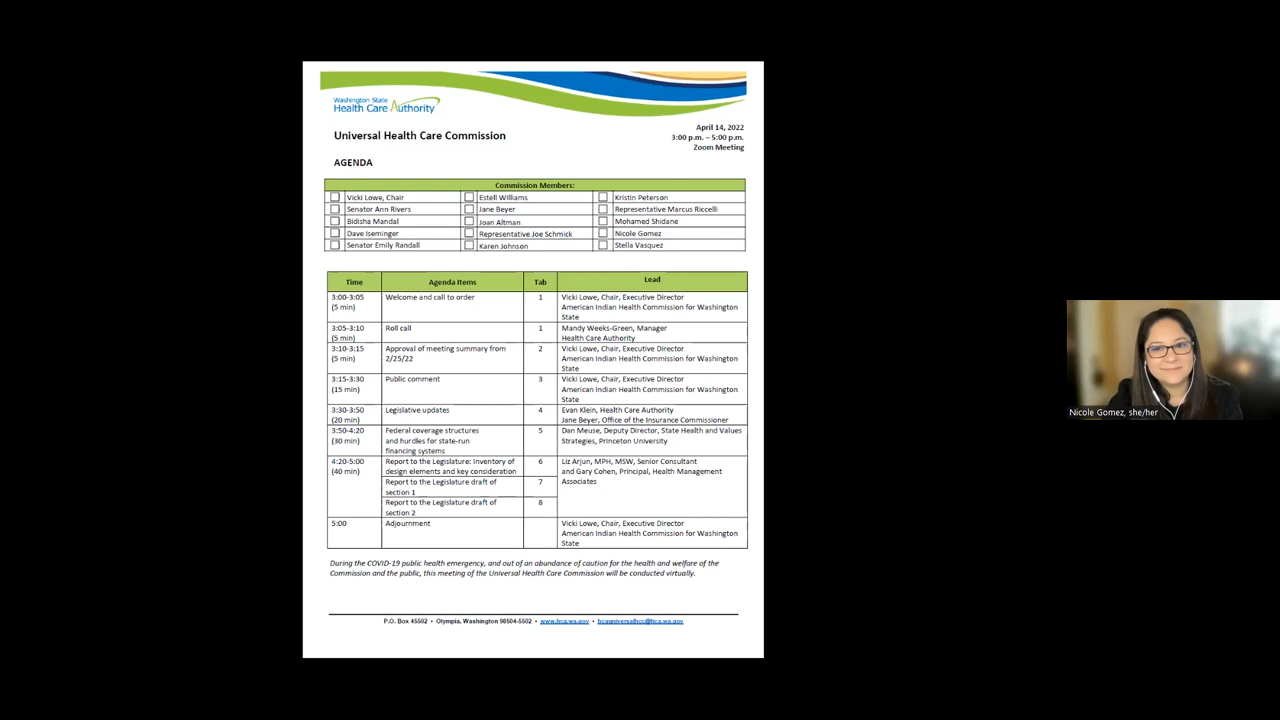 Washington State
Health Care Authority
April 14, 2022
Universal Health Care Commission
3:00 p.m. – 5:00 p.m.
Zoom Meeting
AGENDA
Commission Members:
Vicki Lowe, Chair
Estell Williams
Kristin Peterson
Senator Ann Rivers
Jane Beyer
Representative Marcus Riccelli
Bidisha Mandal
Joan Altman
Mohamed Shidane
Dave Iseminger
Representative Joe Schmick
Nicole Gomez
Senator Emily Randall
Karen Johnson
Stella Vasquez
Time
Agenda Items
Tab
Lead
3:00-3:05
(5 min)
Welcome and call to order
1
Vicki Lowe, Chair, Executive Director
American Indian Health Commission for Washington
State
3:05-3:10
(5 min)
Roll call
1
Mandy Weeks-Green, Manager
Health Care Authority
3:10-3:15
(5 min)
Approval of meeting summary from
2/25/22
2
Vicki Lowe, Chair, Executive Director
American Indian Health Commission for Washington
State
3:15-3:30
(15 min)
Public comment
3
Vicki Lowe, Chair, Executive Director
American Indian Health Commission for Washington
State
3:30-3:50
(20 min)
Legislative updates
4
Evan Klein, Health Care Authority
Jane Beyer, Office of the Insurance Commissioner
3:50-4:20
(30 min)
Federal coverage structures
and hurdles for state-run
financing systems
5
Dan Meuse, Deputy Director, State Health and Values
Strategies, Princeton University
4:20-5:00
(40 min)
Report to the Legislature: Inventory of
design elements and key consideration
6
Liz Arjun, MPH, MSW, Senior Consultant
and Gary Cohen, Principal, Health Management
Associates
Report to the Legislature draft of
section 1
7
Report to the Legislature draft of
section 2
8
5:00
Adjournment
Vicki Lowe, Chair, Executive Director
American Indian Health Commission for Washington
State
During the COVID-19 public health emergency, and out of an abundance of caution for the health and welfare of the
Commission and the public, this meeting of the Universal Health Care Commission will be conducted virtually.
P.O. Box 45502 • Olympia, Washington 98504-5502 • www.hca.wa.gov • hcauniversalhcc@hca.wa.gov
Nicole Gomez, she/her